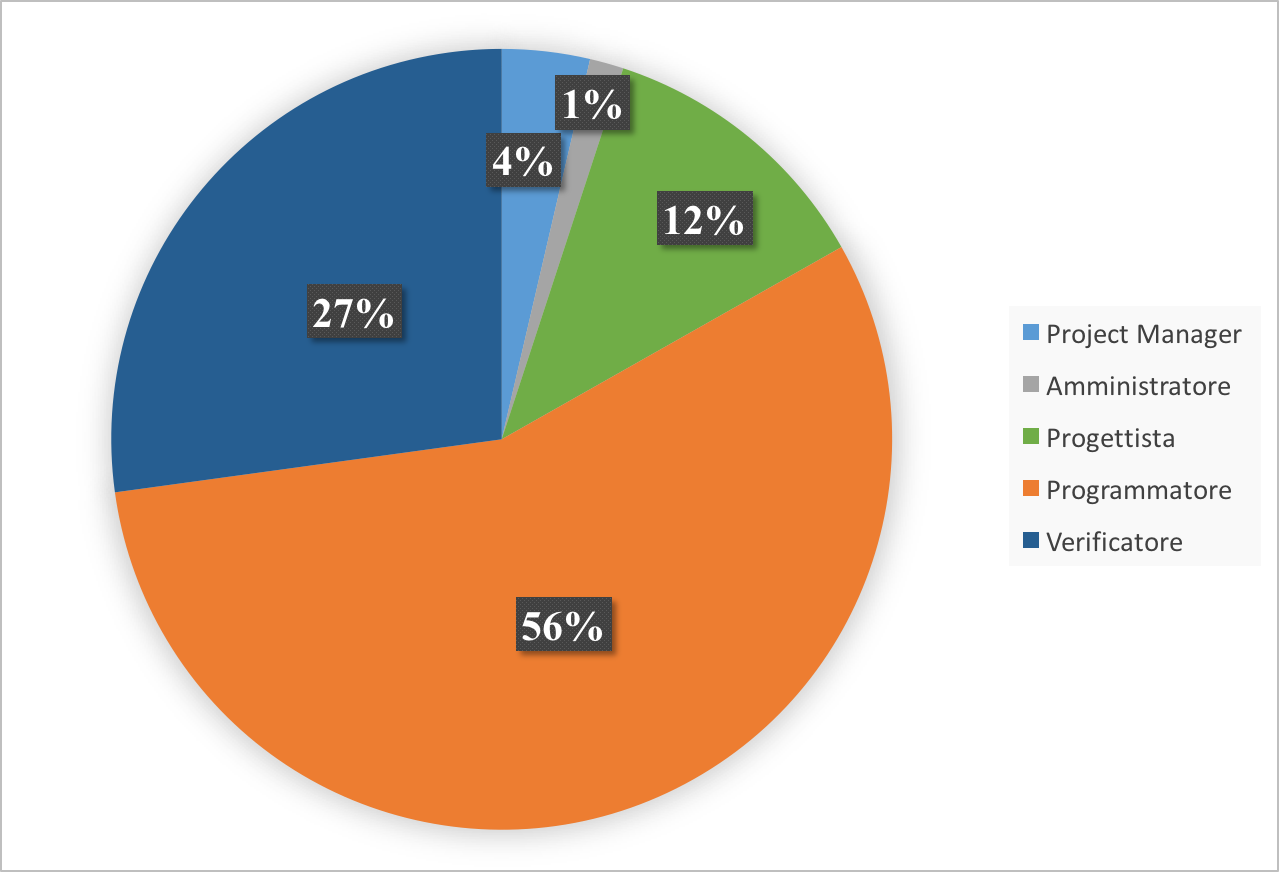 1%
4%
12%
27%
56%
Project Manager
Amministratore
Progettista
Programmatore
Verificatore